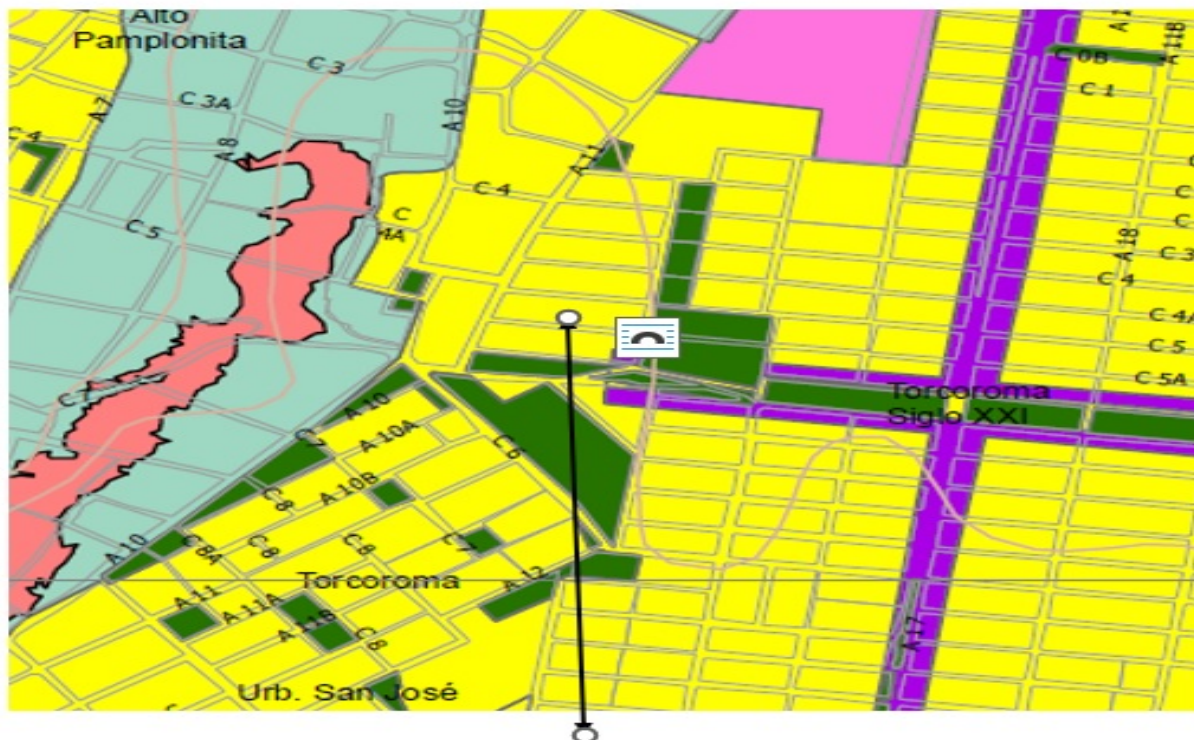 Alto
Pamplonita
C 3
C 3A
A 7
C 4
A 8
A 10
C 5
C 4
C
4A
C 7
C 0B
C 1
A 18
C 3
C 4
C 4A
C 5
C 5A
Torcoroma
Siglo XXI
A 10
A 10A
C 6
A 10B
C 8
C 8A
C 8
C 8
C 7
A 10
Torcoroma
A 12
A 11
A 11A
A 11B
C 8
A 17
Urb. San José